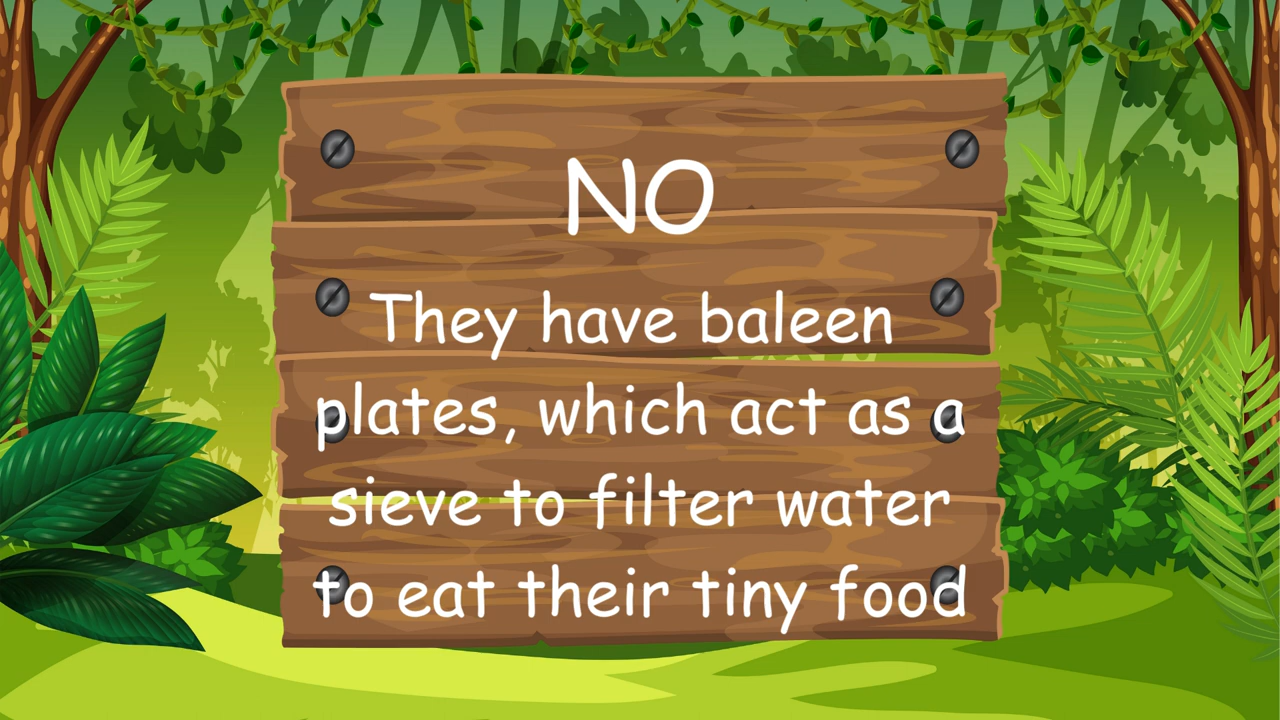 NO
They have baleen
plates, which act as a
sieve to filter water
to eat their tiny food